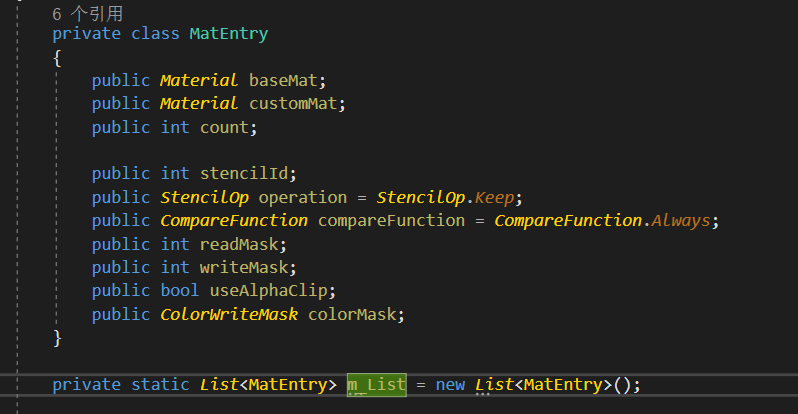 6 个引用
private class MatEntry
{
public Material baseMat;
public Material customMat;
public int count;
public int stencilId;
public StencilOp operation = StencilOp.Keep;
public CompareFunction compareFunction = CompareFunction.Always;
public int readMask;
public int writeMask;
public bool useAlphaClip;
public ColorWriteMask colorMask;
}
private static List<MatEntry> m_List = new List<MatEntry>();